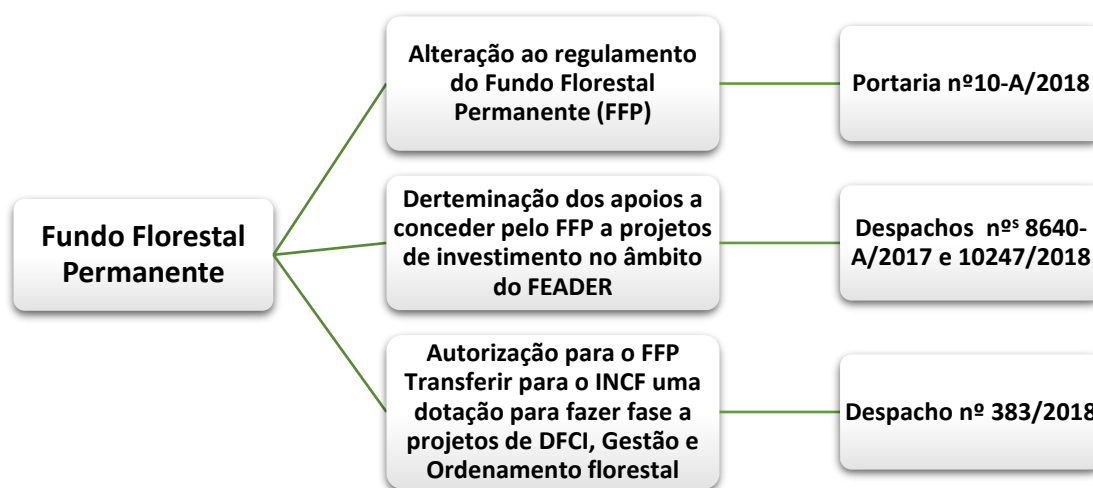 Fundo Florestal
Permanente
Alteração ao regulamento
do Fundo Florestal
Permanente (FFP)
Portaria nº10-A/2018
Derteminação dos apoios a
conceder pelo FFP a projetos
de investimento no âmbito
do FEADER
Despachos nºˢ 8640-
A/2017 e 10247/2018
Autorização para o FFP
Transferir para o INCF uma
dotação para fazer fase a
projetos de DFCI, Gestão e
Ordenamento florestal
Despacho nº 383/2018